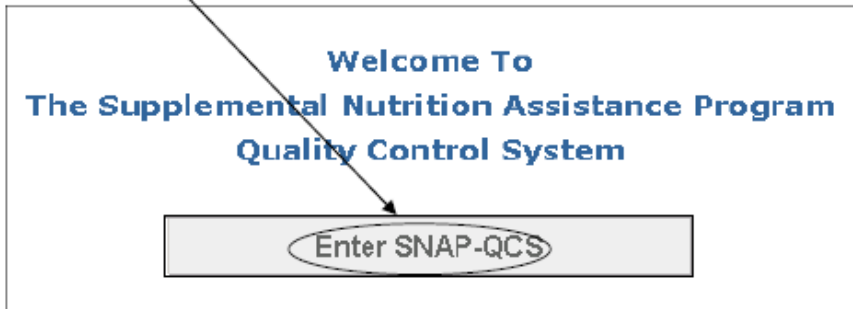 Welcome To
The Supplemental Nutrition Assistance Program
Quality Control System
Enter SNAP-QCS